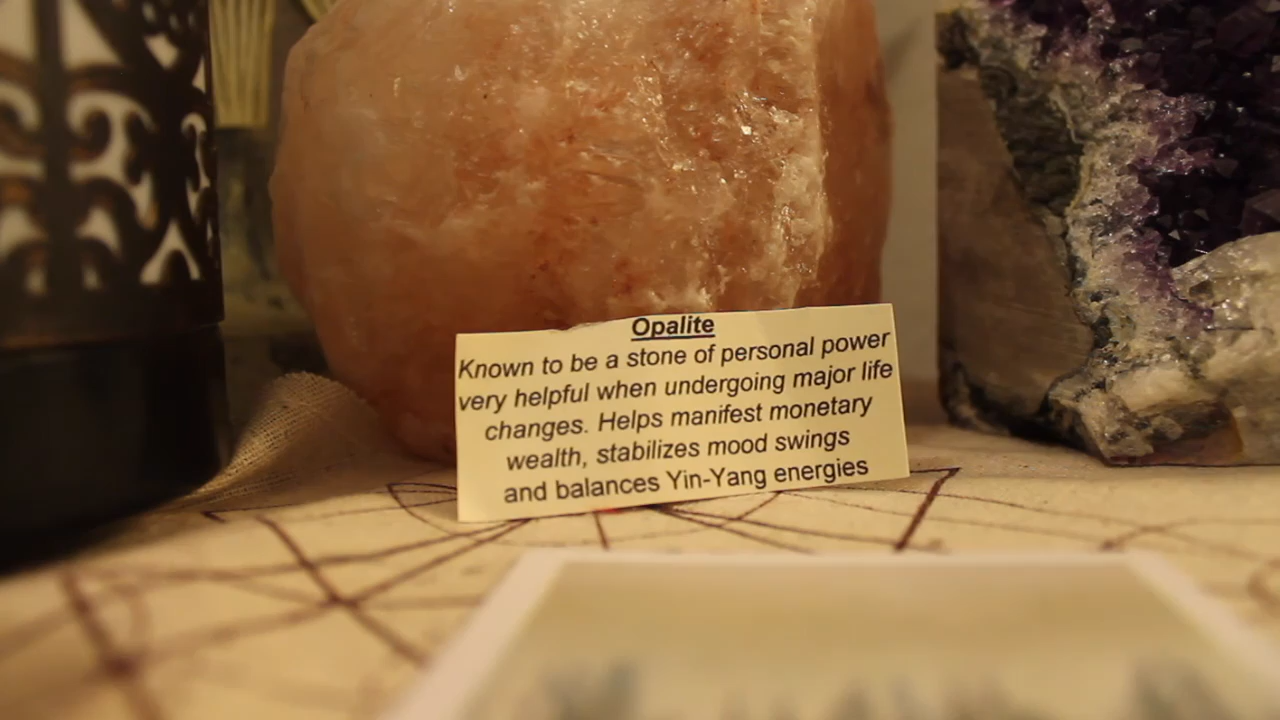 Opalite
Known to be a stone of personal power
very helpful when undergoing major life
changes. Helps manifest monetary
wealth, stabilizes mood swings
and balances Yin-Yang energies